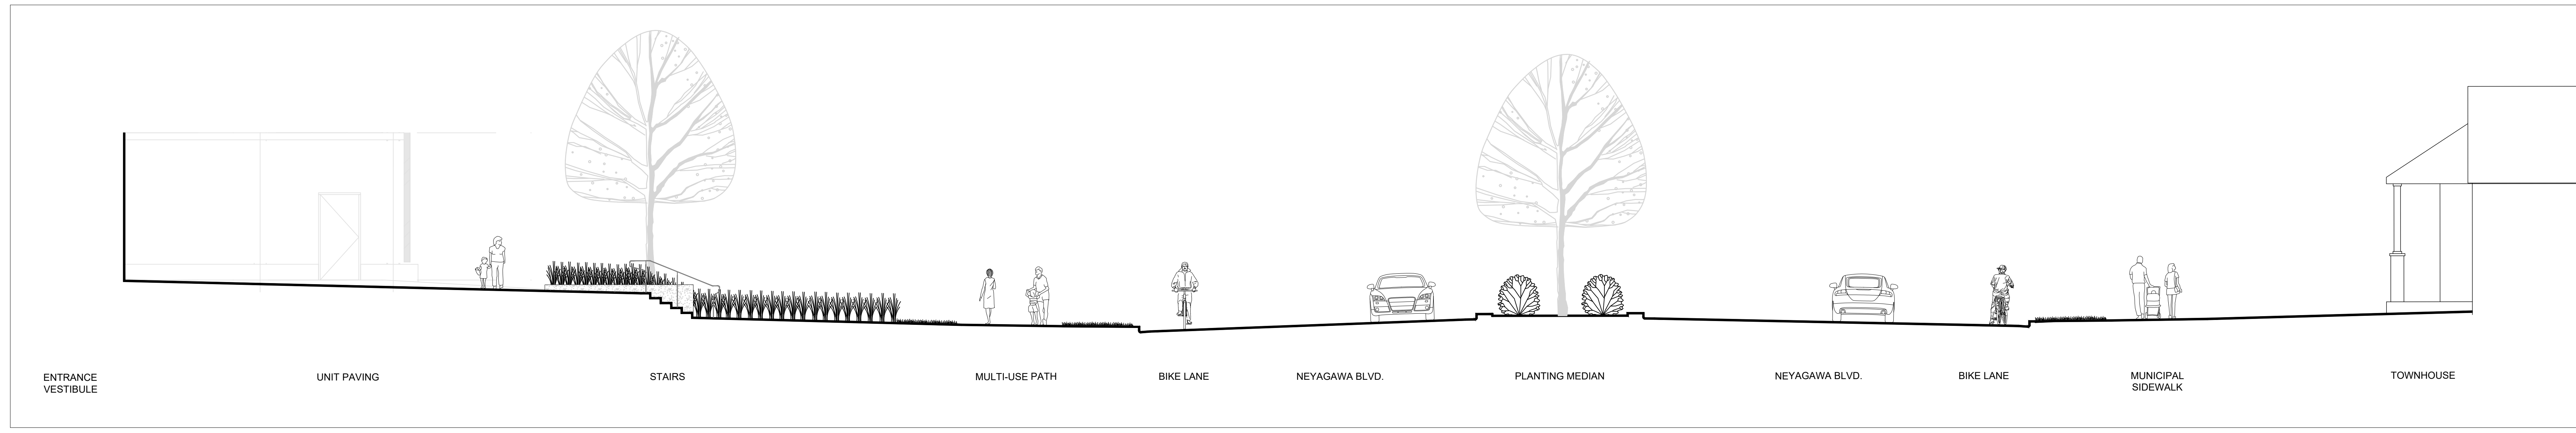 ENTRANCE
VESTIBULE
UNIT PAVING
STAIRS
MULTI-USE PATH
BIKE LANE
NEYAGAWA BLVD.
PLANTING MEDIAN
NEYAGAWA BLVD.
BIKE LANE
MUNICIPAL
SIDEWALK
TOWNHOUSE